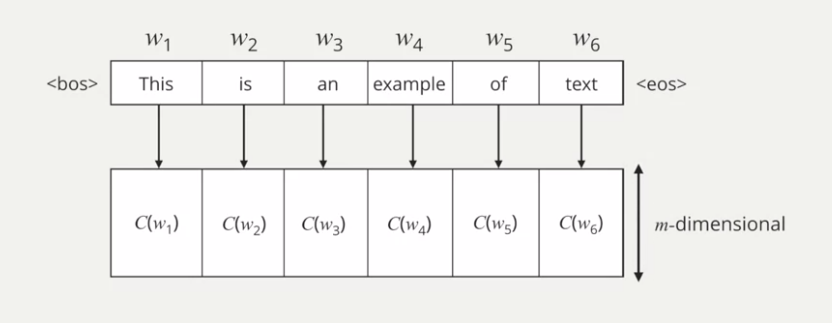 w1 w2 w3 w4 w5 w6
<bos> This is an example of text <eos>
C(w1) C(w2) C(w3) C(w4) C(w5) C(w6) m-dimensional